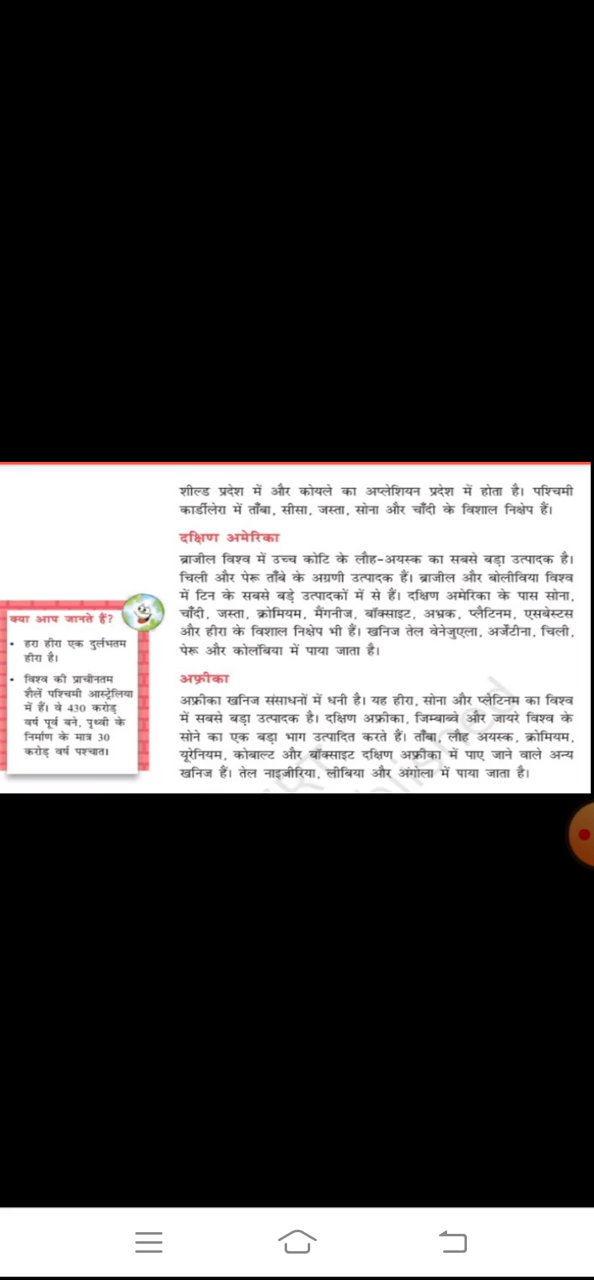 शील्ड प्रदेश में और कोयले का अप्लेशियन प्रदेश में होता है। पश्चिमी
कार्डीलेरा में ताँबा, सीसा, जस्ता, सोना और चाँदी के विशाल निक्षेप हैं।
दक्षिण अमेरिका
ब्राजील विश्व में उच्च कोटि के लौह-अयस्क का सबसे बड़ा उत्पादक है।
चिली और पेरू ताँबे के अग्रणी उत्पादक हैं। ब्राजील और बोलीविया विश्व
में टिन के सबसे बड़े उत्पादकों में से हैं। दक्षिण अमेरिका के पास सोना,
चाँदी, जस्ता, क्रोमियम, मैंगनीज, बॉक्साइट, अभ्रक, प्लैटिनम, एसबेस्टस
और हीरा के विशाल निक्षेप भी हैं। खनिज तेल वेनेजुएला, अर्जेंटीना, चिली,
पेरू और कोलंबिया में पाया जाता है।
अफ्रीका
अफ्रीका खनिज संसाधनों में धनी है। यह हीरा, सोना और प्लेटिनम का विश्व
में सबसे बड़ा उत्पादक है। दक्षिण अफ्रीका, जिम्बाब्वे और जायरे विश्व के
सोने का एक बड़ा भाग उत्पादित करते हैं। ताँबा, लौह अयस्क, क्रोमियम,
यूरेनियम, कोबाल्ट और बॉक्साइट दक्षिण अफ्रीका में पाए जाने वाले अन्य
खनिज हैं। तेल नाइजीरिया, लीबिया और अंगोला में पाया जाता है।
क्या आप जानते हैं?
• हरा हीरा एक दुर्लभतम
हीरा है।
• विश्व की प्राचीनतम
शैलें पश्चिमी आस्ट्रेलिया
में हैं। वे 430 करोड़
वर्ष पूर्व बने, पृथ्वी के
निर्माण के मात्र 30
करोड़ वर्ष पश्चात।